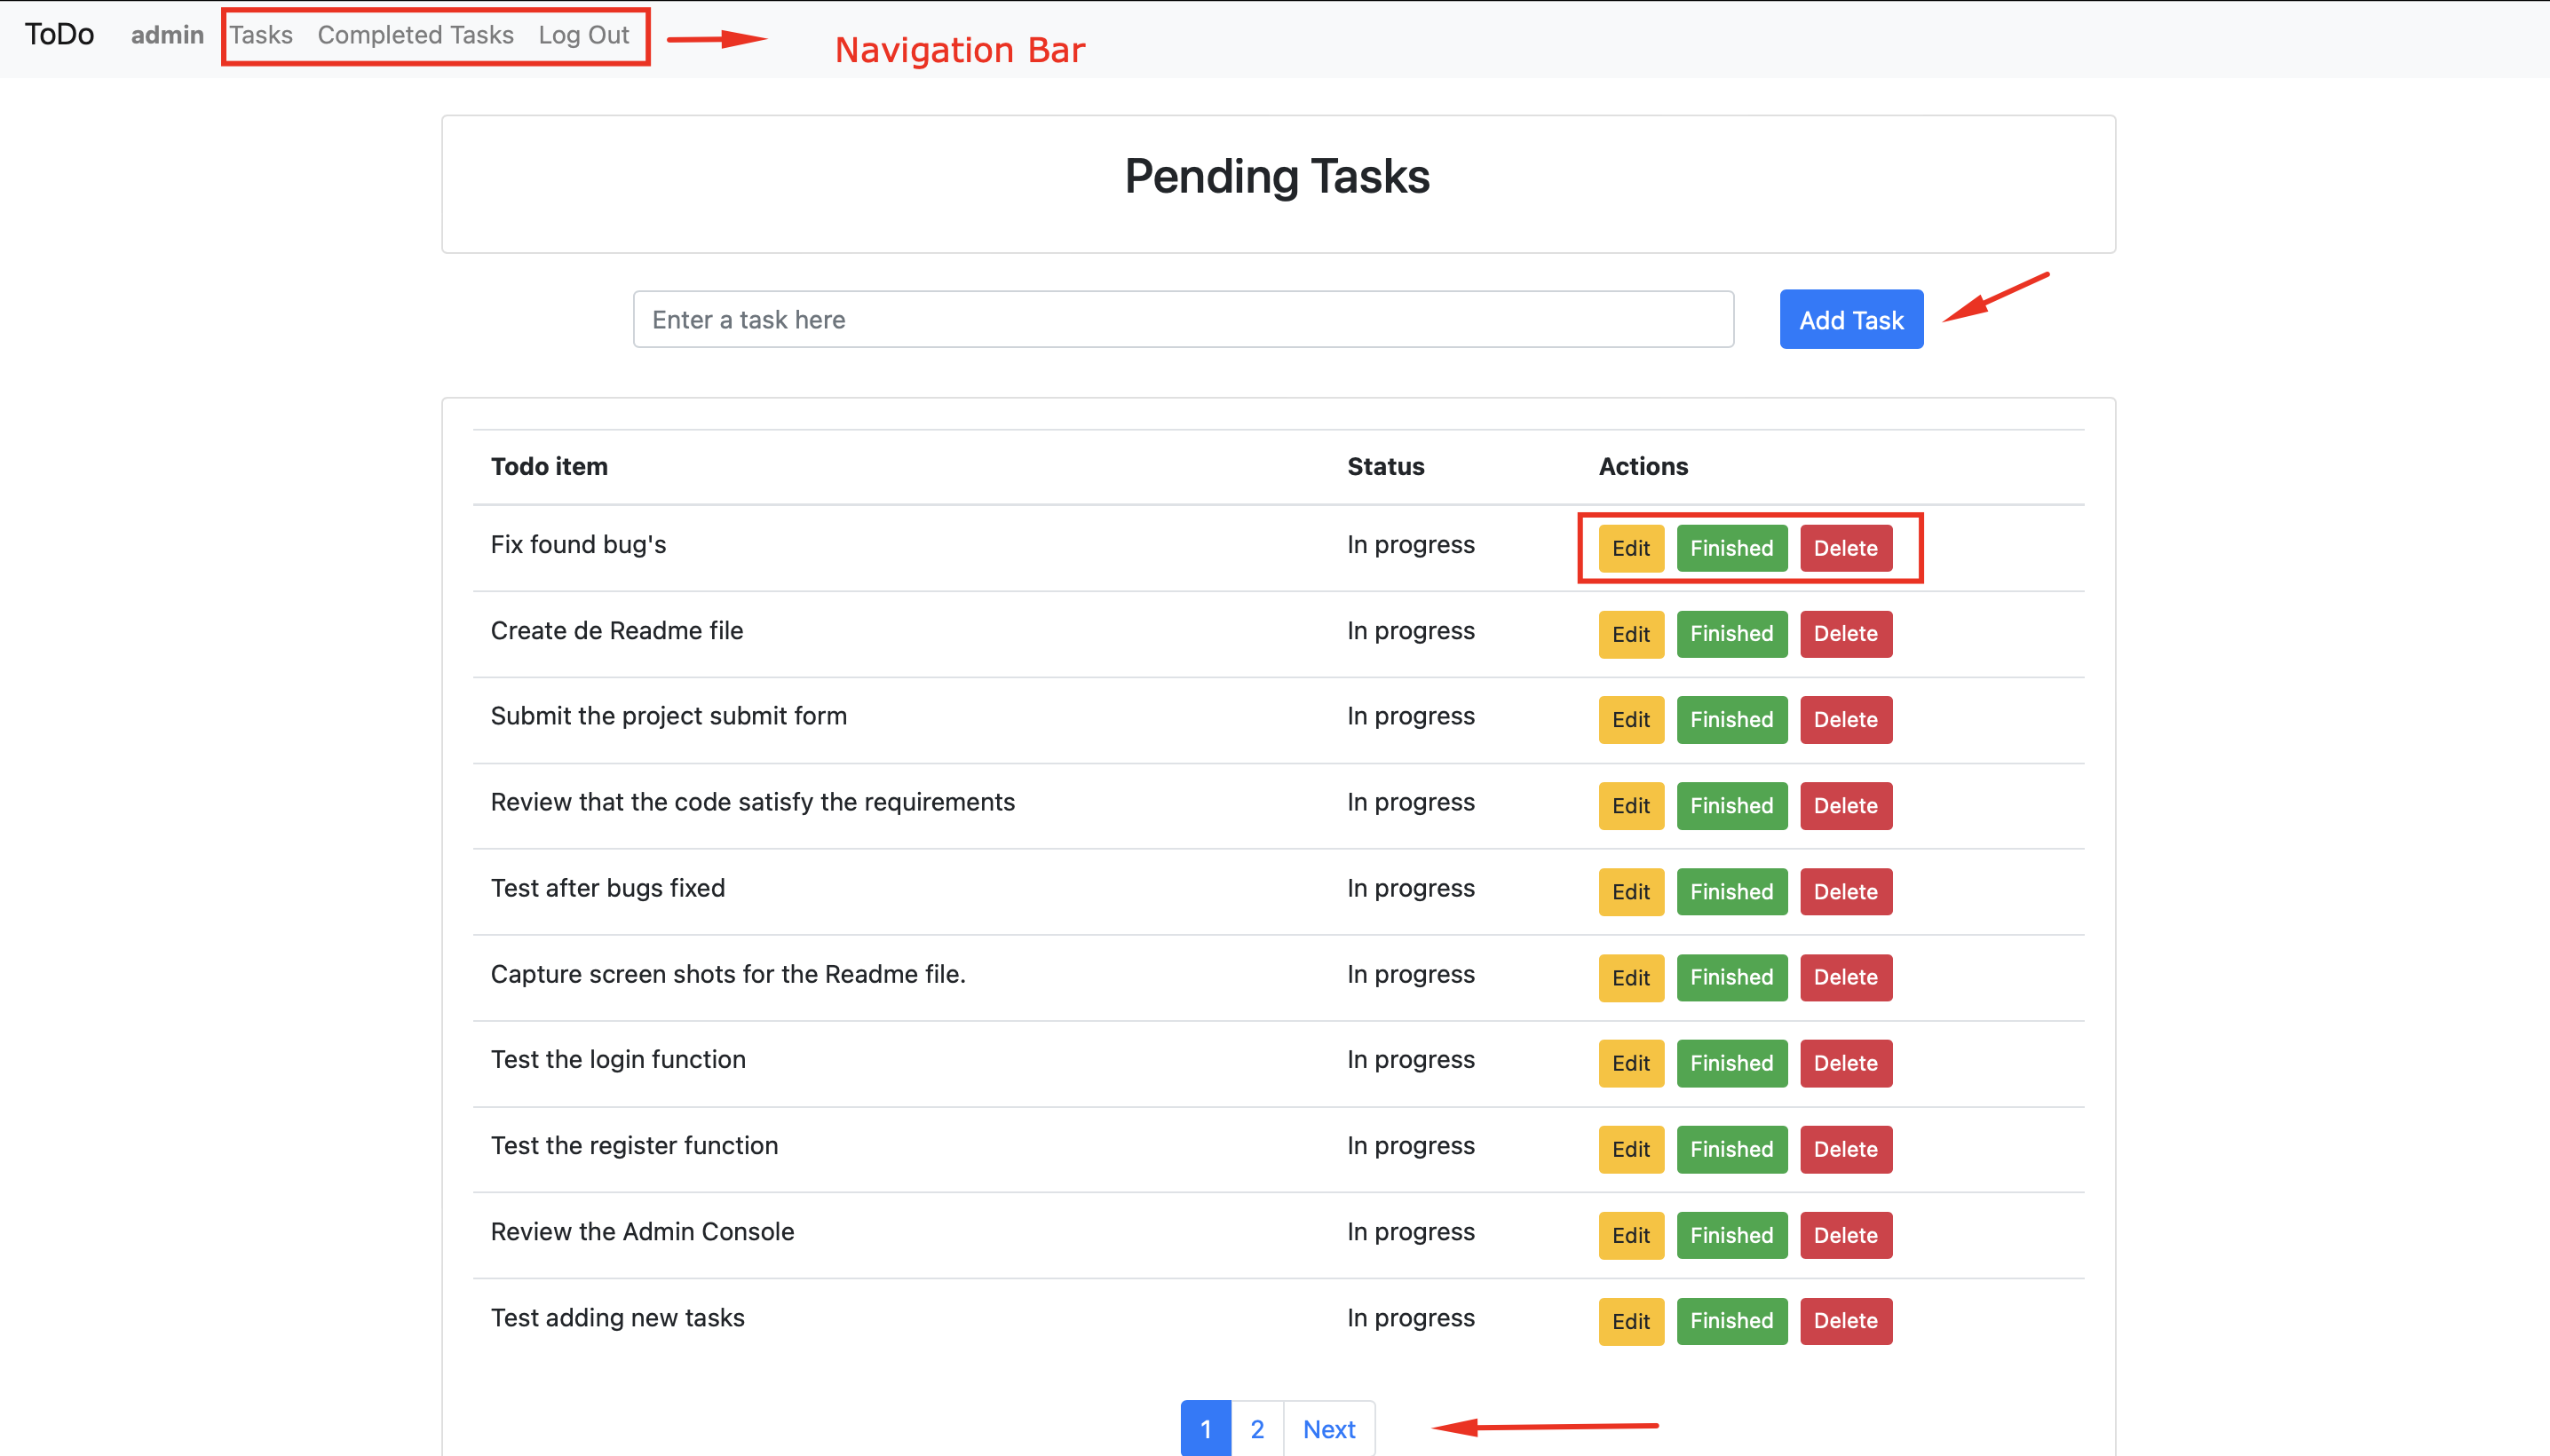 ToDo admin Tasks Completed Tasks Log Out Navigation Bar
Pending Tasks
Enter a task here Add Task
Todo item Status Actions
Fix found bug's In progress Edit Finished Delete
Create de Readme file In progress Edit Finished Delete
Submit the project submit form In progress Edit Finished Delete
Review that the code satisfy the requirements In progress Edit Finished Delete
Test after bugs fixed In progress Edit Finished Delete
Capture screen shots for the Readme file. In progress Edit Finished Delete
Test the login function In progress Edit Finished Delete
Test the register function In progress Edit Finished Delete
Review the Admin Console In progress Edit Finished Delete
Test adding new tasks In progress Edit Finished Delete
1 2 Next